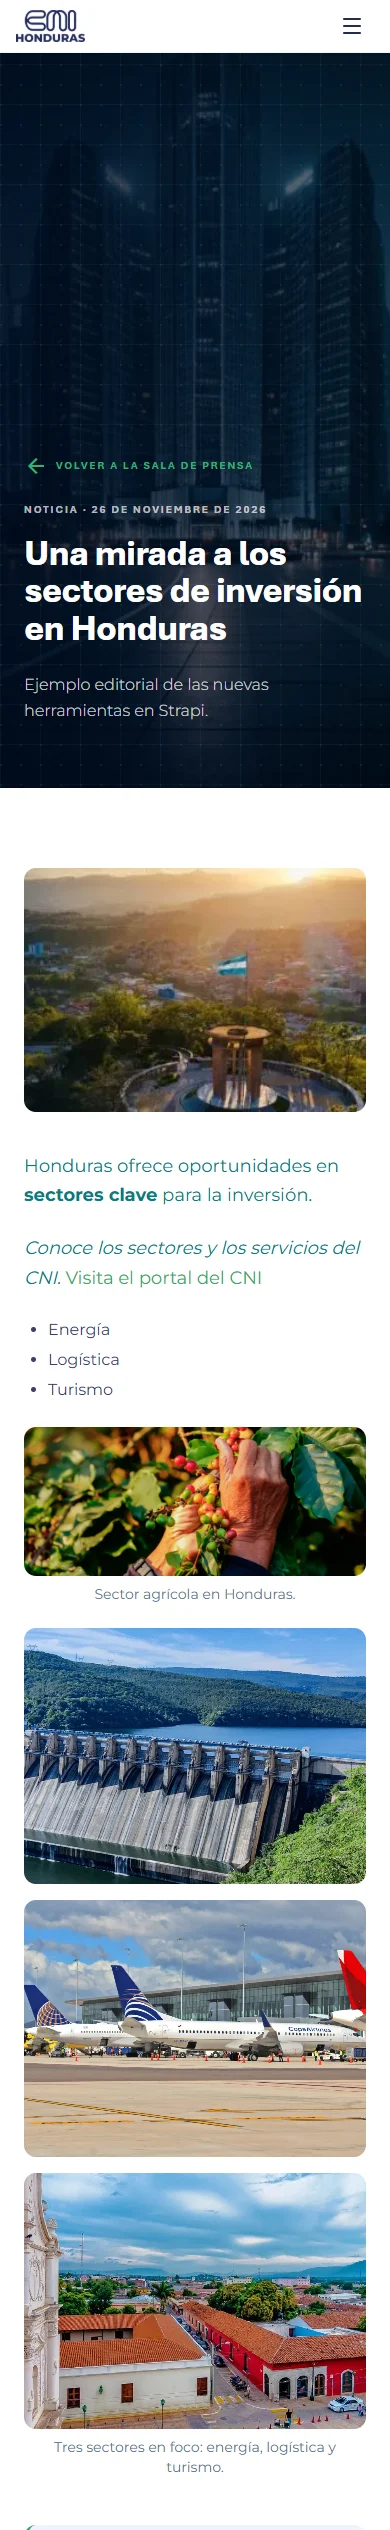 CNI
HONDURAS
VOLVER A LA SALA DE PRENSA
NOTICIA · 26 DE NOVIEMBRE DE 2026
Una mirada a los
sectores de inversión
en Honduras
Ejemplo editorial de las nuevas
herramientas en Strapi.
Honduras ofrece oportunidades en
sectores clave para la inversión.
Conoce los sectores y los servicios del
CNI. Visita el portal del CNI
• Energía
• Logística
• Turismo
Sector agrícola en Honduras.
CopaAirlines
Tres sectores en foco: energía, logística y
turismo.